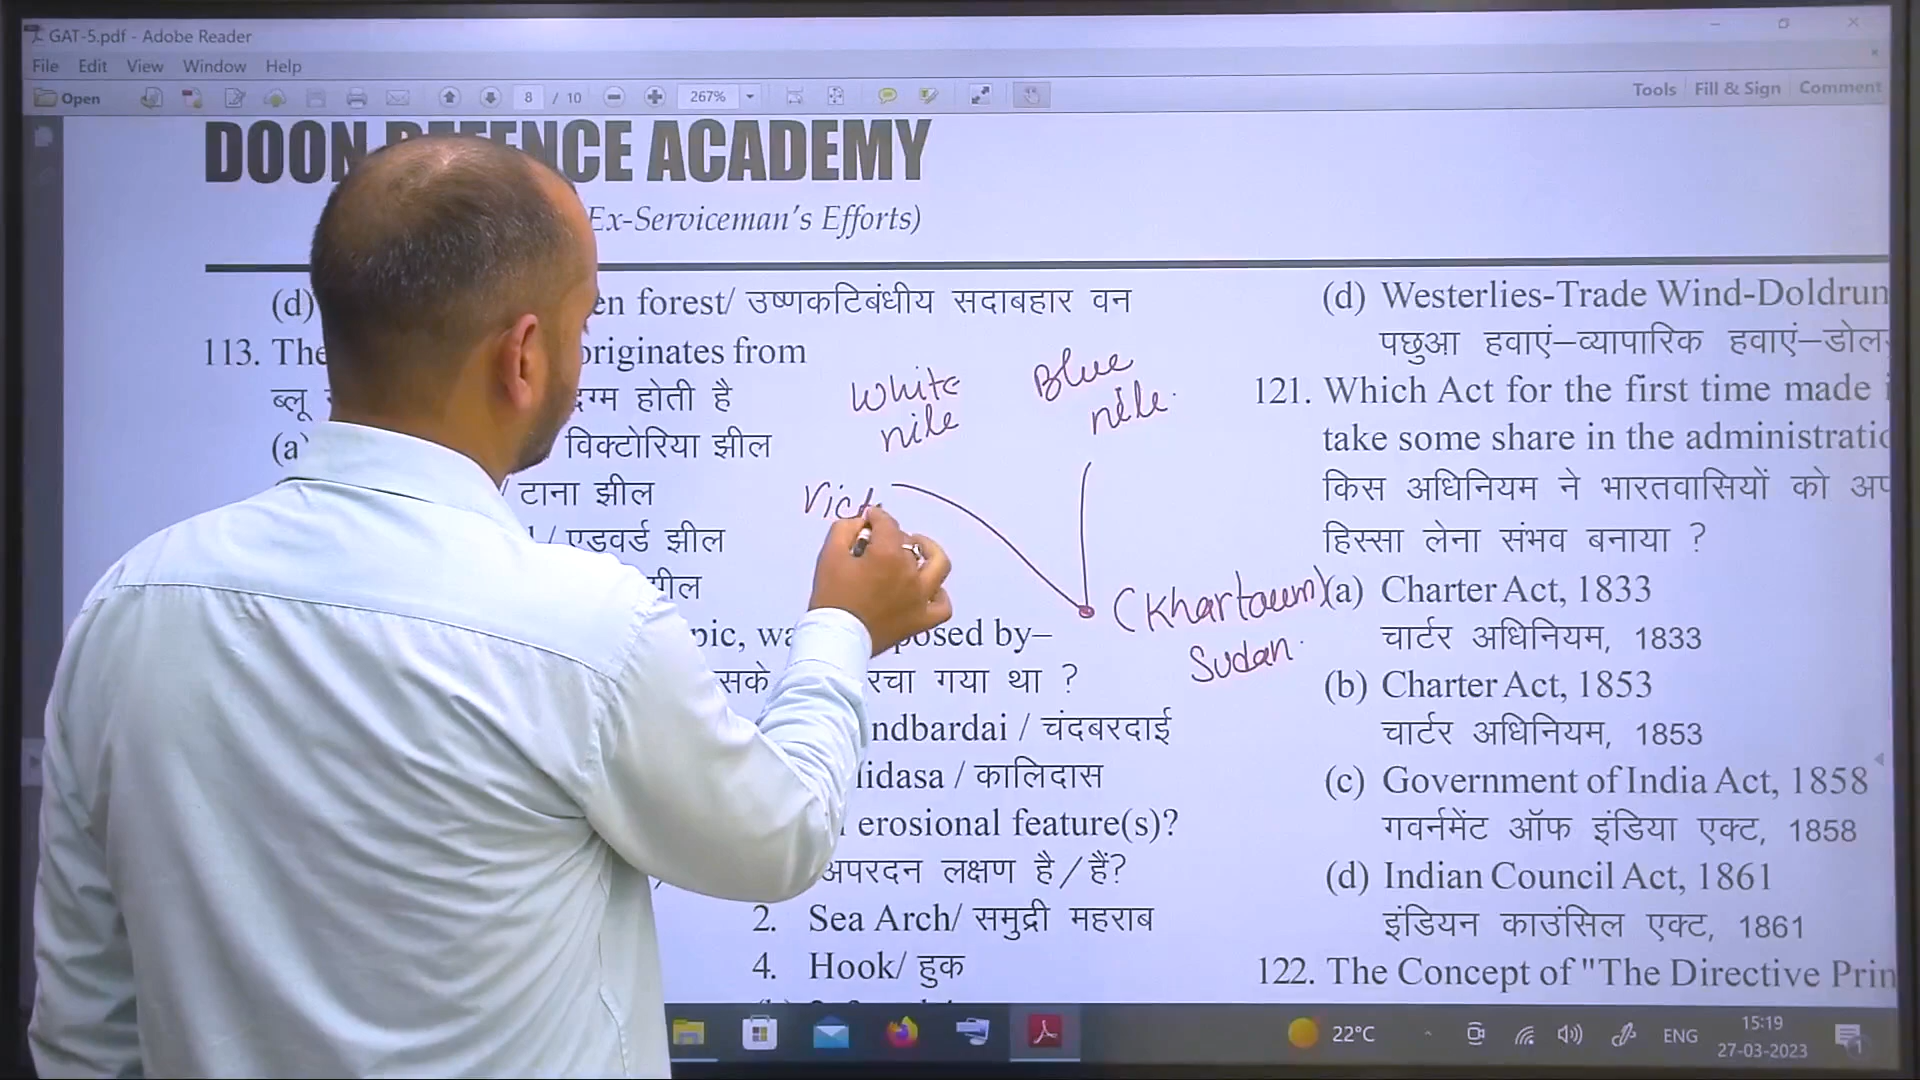 GAT-5.pdf - Adobe Reader
File Edit View Window Help
Open 8 / 10 267% Tools Fill & Sign Comment
DOON DEFENCE ACADEMY
Ex-Serviceman's Efforts)
(d) en forest/ उष्णकटिबंधीय सदाबहार वन
113. The originates from
ब्लू होती है
(a) विक्टोरिया झील
/ टाना झील
/ एडवर्ड झील
झील
pic, posed by–
रचा गया था ?
ndbardai / चंदबरदाई
lidasa / कालिदास
erosional feature(s)?
अपरदन लक्षण है / हैं?
2. Sea Arch/ समुद्री महराब
4. Hook/ हुक
White nile
Blue nile.
Vict
(Khartoum)
Sudan.
(d) Westerlies-Trade Wind-Doldrun
पछुआ हवाएं–व्यापारिक हवाएं–डोल
121. Which Act for the first time made
take some share in the administratic
किस अधिनियम ने भारतवासियों को अप
हिस्सा लेना संभव बनाया ?
(a) Charter Act, 1833
चार्टर अधिनियम, 1833
(b) Charter Act, 1853
चार्टर अधिनियम, 1853
(c) Government of India Act, 1858
गवर्नमेंट ऑफ इंडिया एक्ट, 1858
(d) Indian Council Act, 1861
इंडियन काउंसिल एक्ट, 1861
122. The Concept of "The Directive Prin
22°C ENG 15:19
27-03-2023